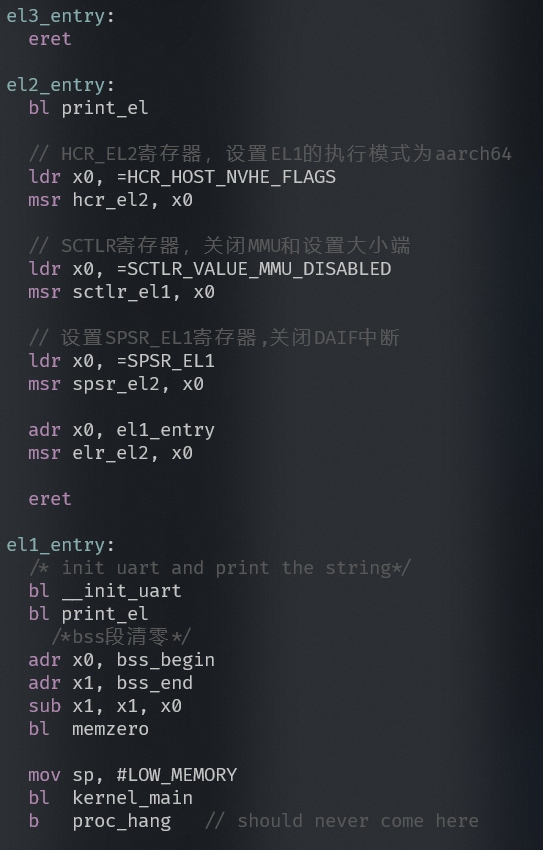 el3_entry:
  eret

el2_entry:
  bl print_el

  // HCR_EL2寄存器, 设置EL1的执行模式为aarch64
  ldr x0, =HCR_HOST_NVHE_FLAGS
  msr hcr_el2, x0

  // SCTLR寄存器, 关闭MMU和设置大小端
  ldr x0, =SCTLR_VALUE_MMU_DISABLED
  msr sctlr_el1, x0

  // 设置SPSR_EL1寄存器,关闭DAIF中断
  ldr x0, =SPSR_EL1
  msr spsr_el2, x0

  adr x0, el1_entry
  msr elr_el2, x0

  eret

el1_entry:
  /* init uart and print the string*/
  bl __init_uart
  bl print_el
    /*bss段清零*/
  adr x0, bss_begin
  adr x1, bss_end
  sub x1, x1, x0
  bl  memzero

  mov sp, #LOW_MEMORY
  bl  kernel_main
  b   proc_hang   // should never come here